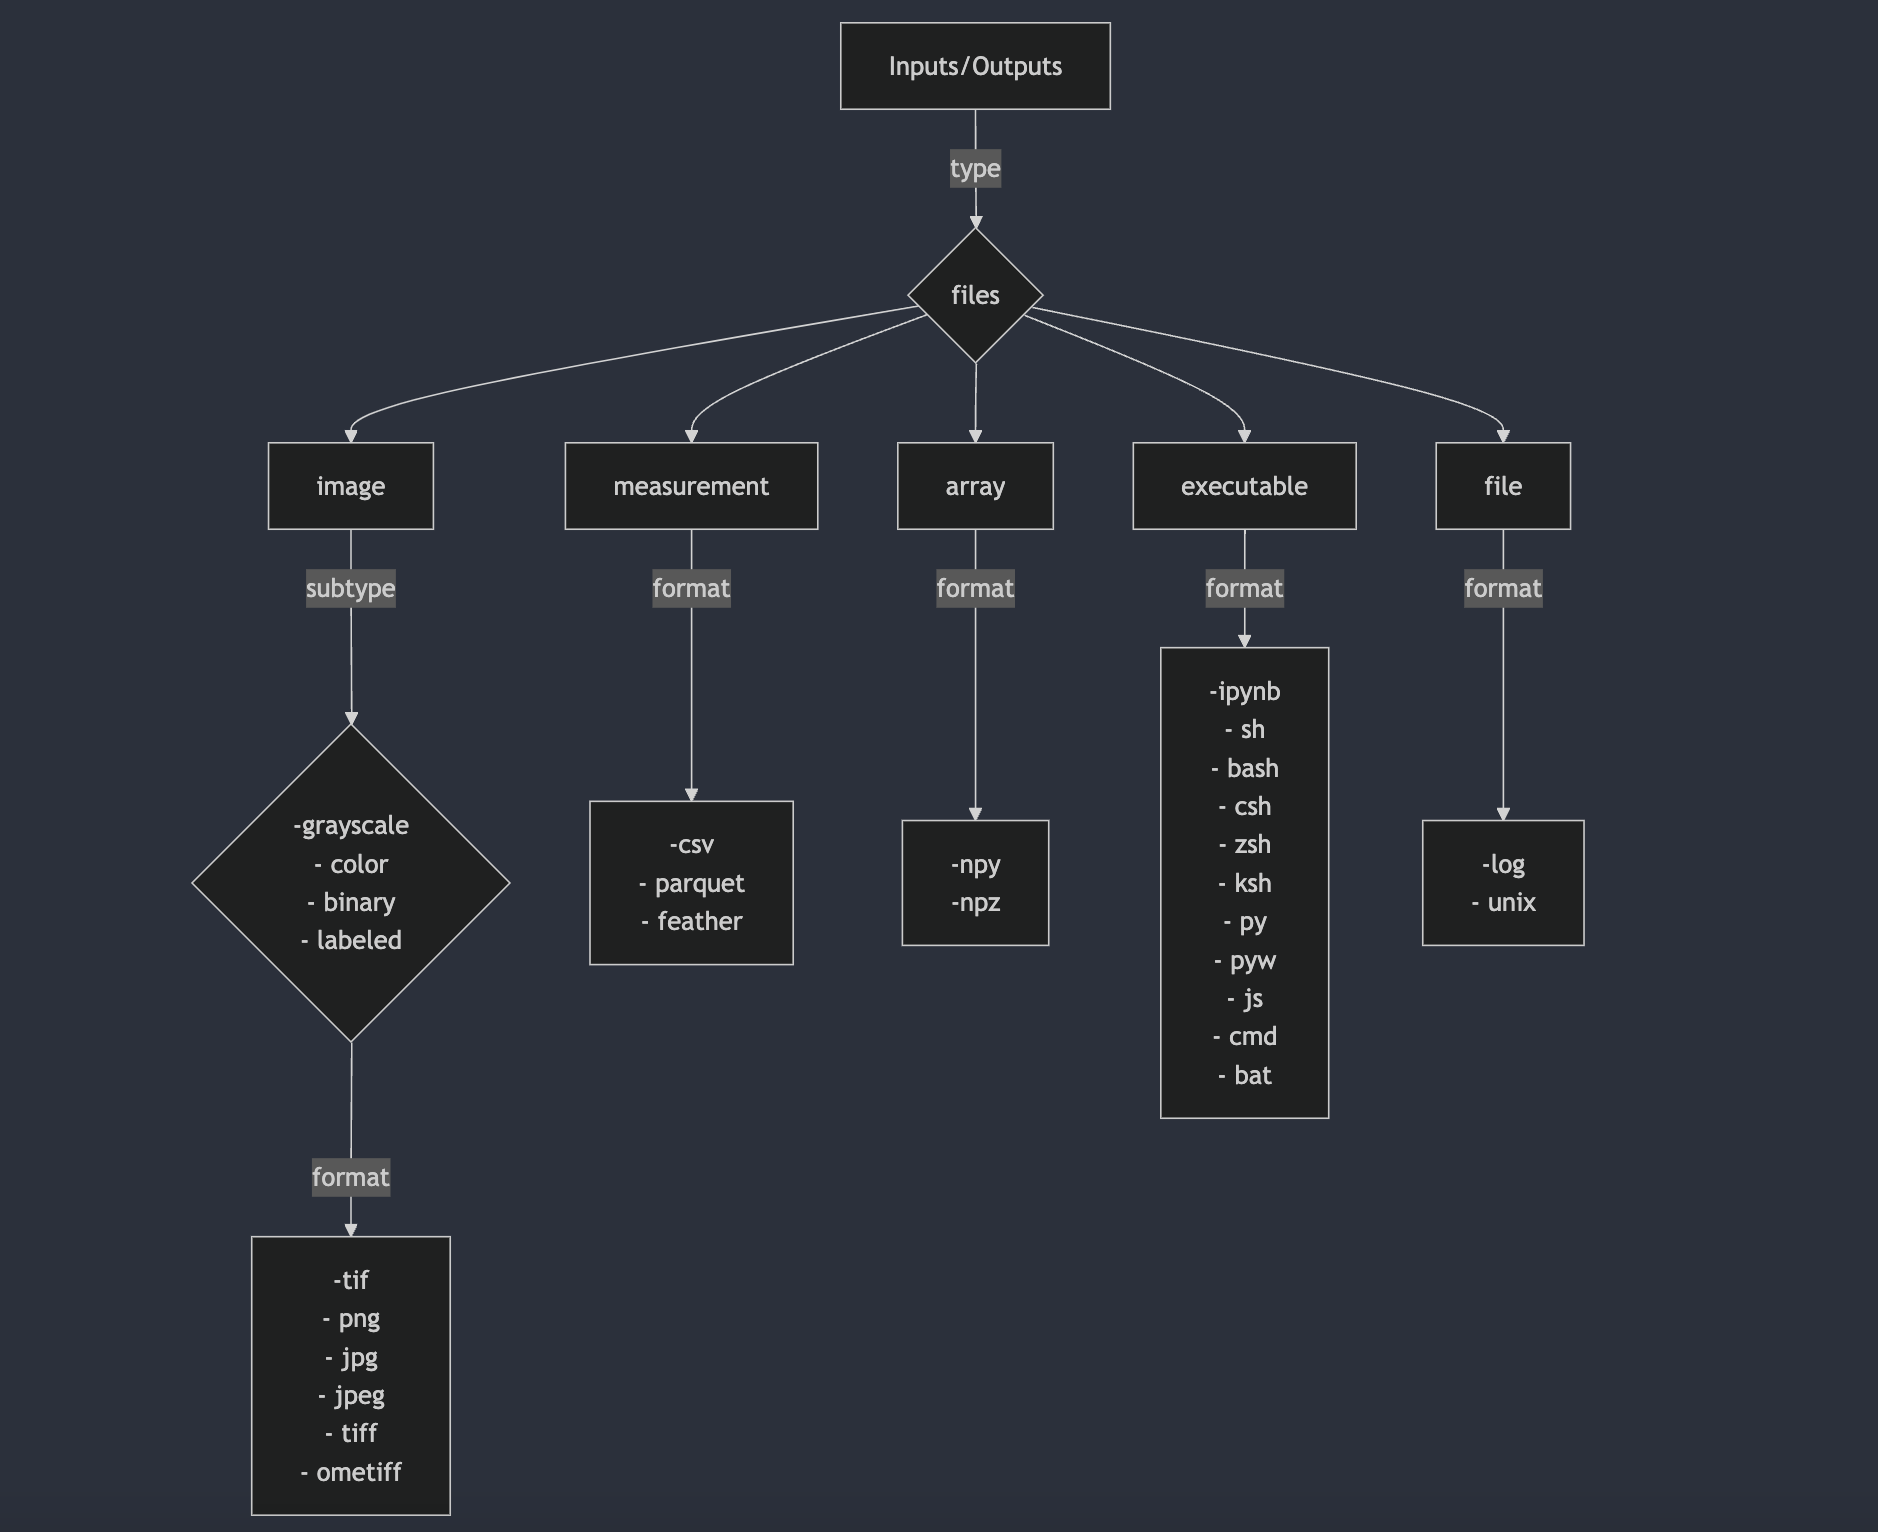 Inputs/Outputs
type
files
image
measurement
array
executable
file
subtype
format
format
format
format
-grayscale
- color
- binary
- labeled
-csv
- parquet
- feather
-npy
-npz
-ipynb
- sh
- bash
- csh
- zsh
- ksh
- py
- pyw
- js
- cmd
- bat
-log
- unix
format
-tif
- png
- jpg
- jpeg
- tiff
- ometiff